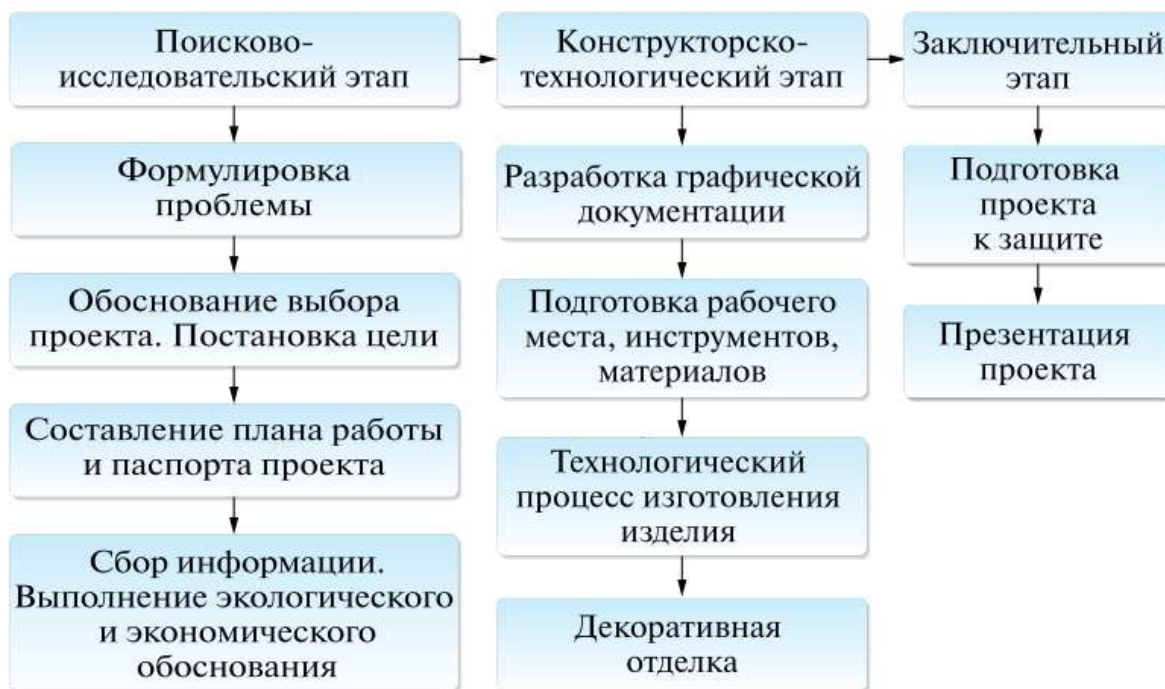 Поисково-
исследовательский этап
Формулировка
проблемы
Обоснование выбора
проекта. Постановка цели
Составление плана работы
и паспорта проекта
Сбор информации.
Выполнение экологического
и экономического
обоснования
Конструкторско-
технологический этап
Разработка графической
документации
Подготовка рабочего
места, инструментов,
материалов
Технологический
процесс изготовления
изделия
Декоративная
отделка
Заключительный
этап
Подготовка
проекта
к защите
Презентация
проекта